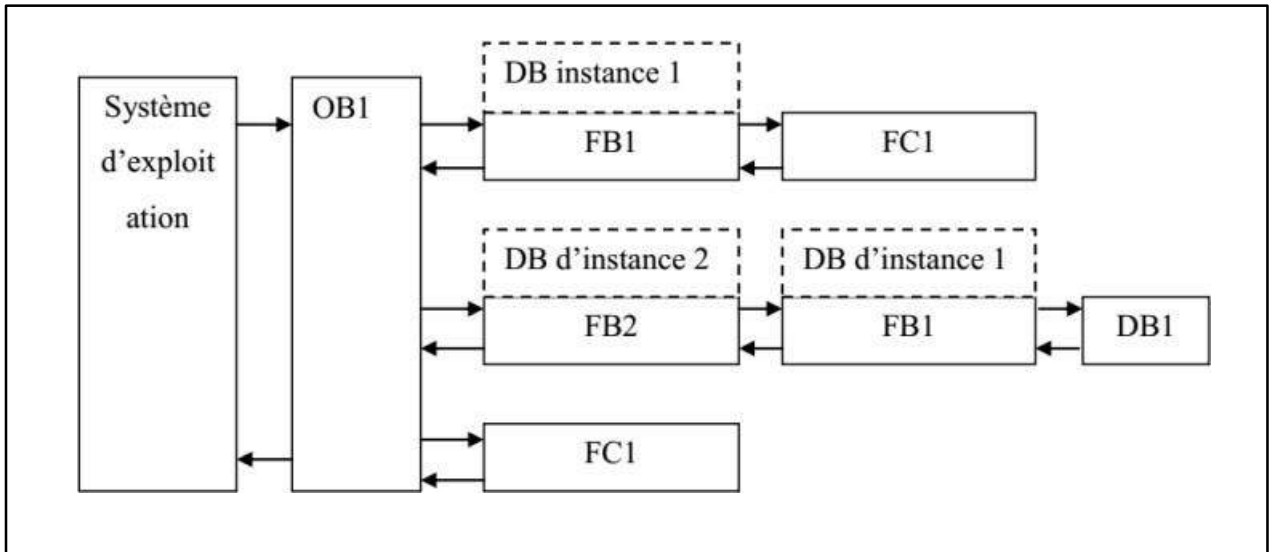 DB instance 1
Système
d'exploit
ation
OB1
FB1
FC1
DB d'instance 2
DB d'instance 1
FB2
FB1
DB1
FC1